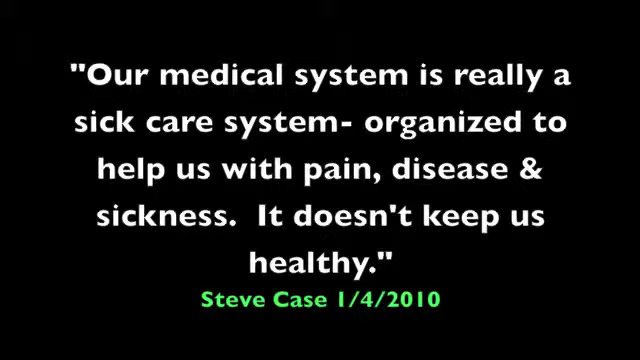 "Our medical system is really a
sick care system- organized to
help us with pain, disease &
sickness.  It doesn't keep us
healthy."
Steve Case 1/4/2010